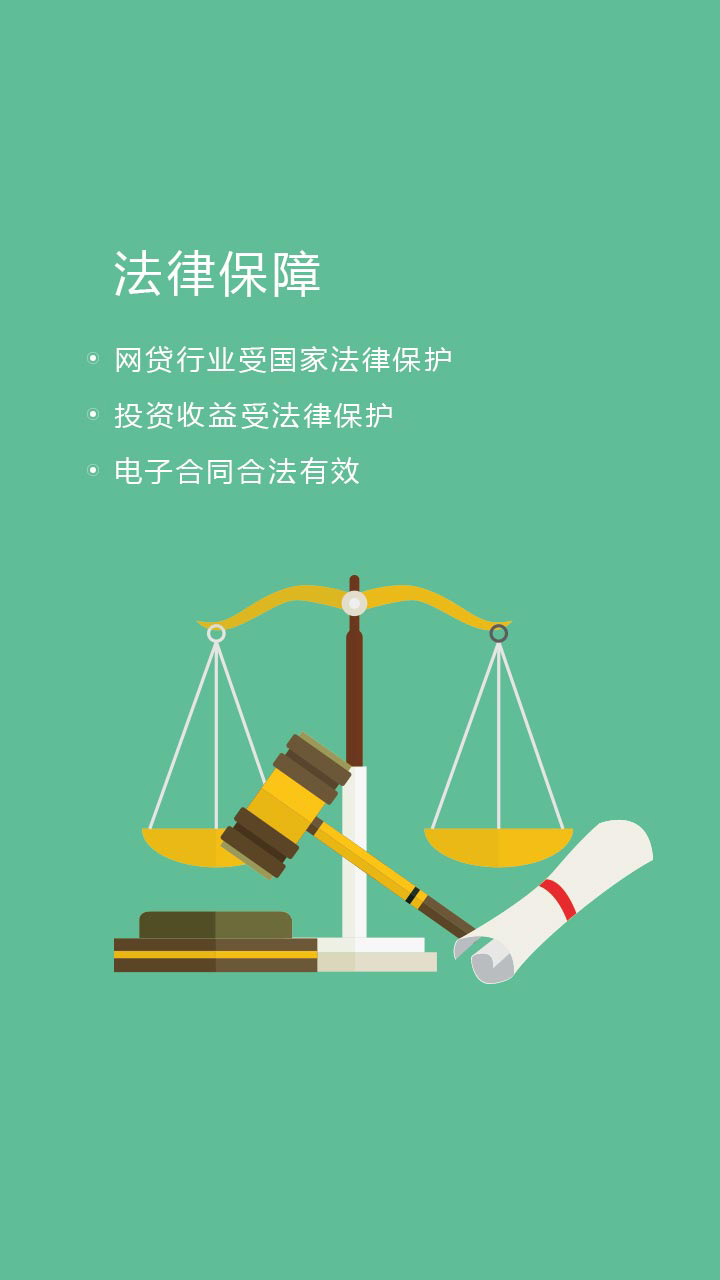 法律保障
网贷行业受国家法律保护
投资收益受法律保护
电子合同合法有效